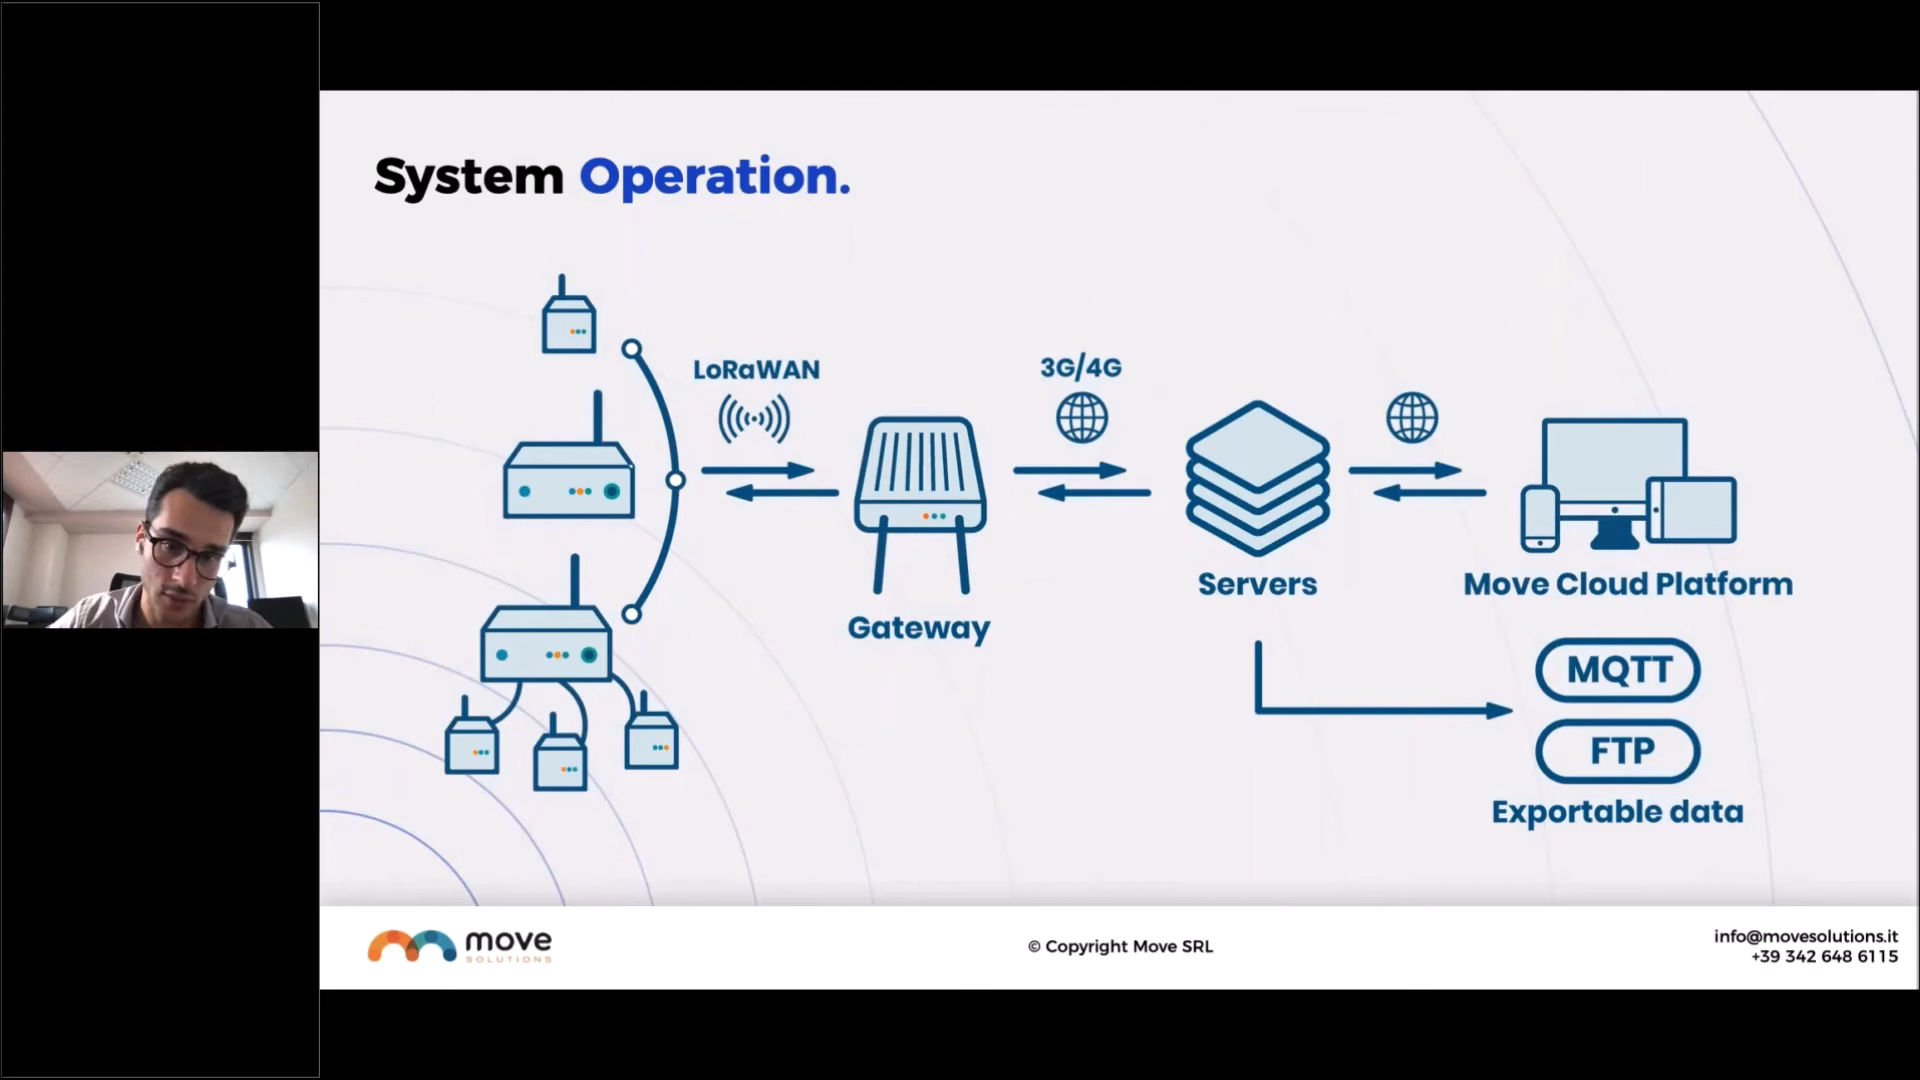 System Operation.
LoRaWAN
3G/4G
Gateway
Servers
Move Cloud Platform
MQTT
FTP
Exportable data
move
SOLUTIONS
© Copyright Move SRL
info@movesolutions.it
+39 342 648 6115